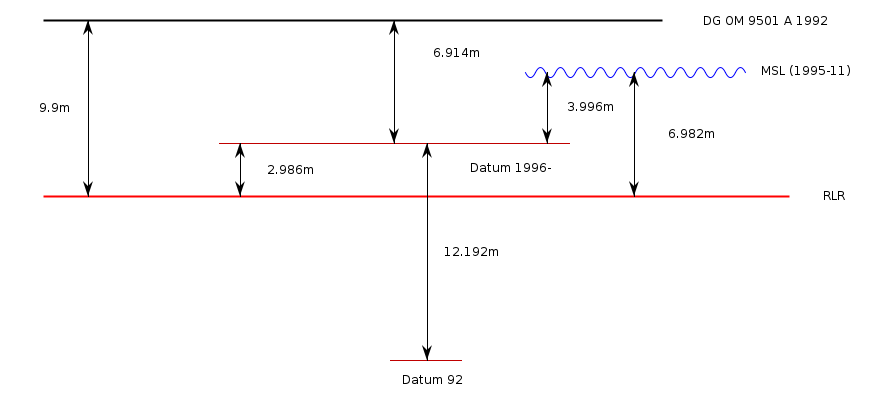 DG OM 9501 A 1992
6.914m
MSL (1995-11)
9.9m
3.996m
6.982m
2.986m
Datum 1996-
RLR
12.192m
Datum 92